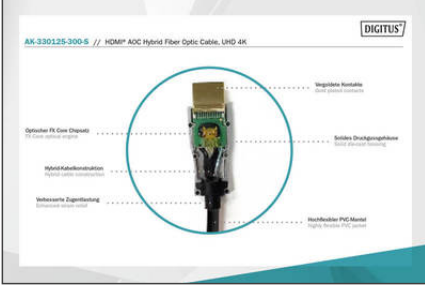 DIGITUS®
AK-330125-300-S // HDMI® AOC Hybrid Fiber Optic Cable, UHD 4K
Vergoldete Kontakte
Gold plated contacts
Optischer FX Core Chipsatz
FX Core optical engine
Solides Druckgussgehäuse
Solid die-cast housing
Hybrid-Kabelkonstruktion
Hybrid cable construction
Verbesserte Zugentlastung
Enhanced strain relief
Hochflexibler PVC Mantel
highly flexible PVC jacket